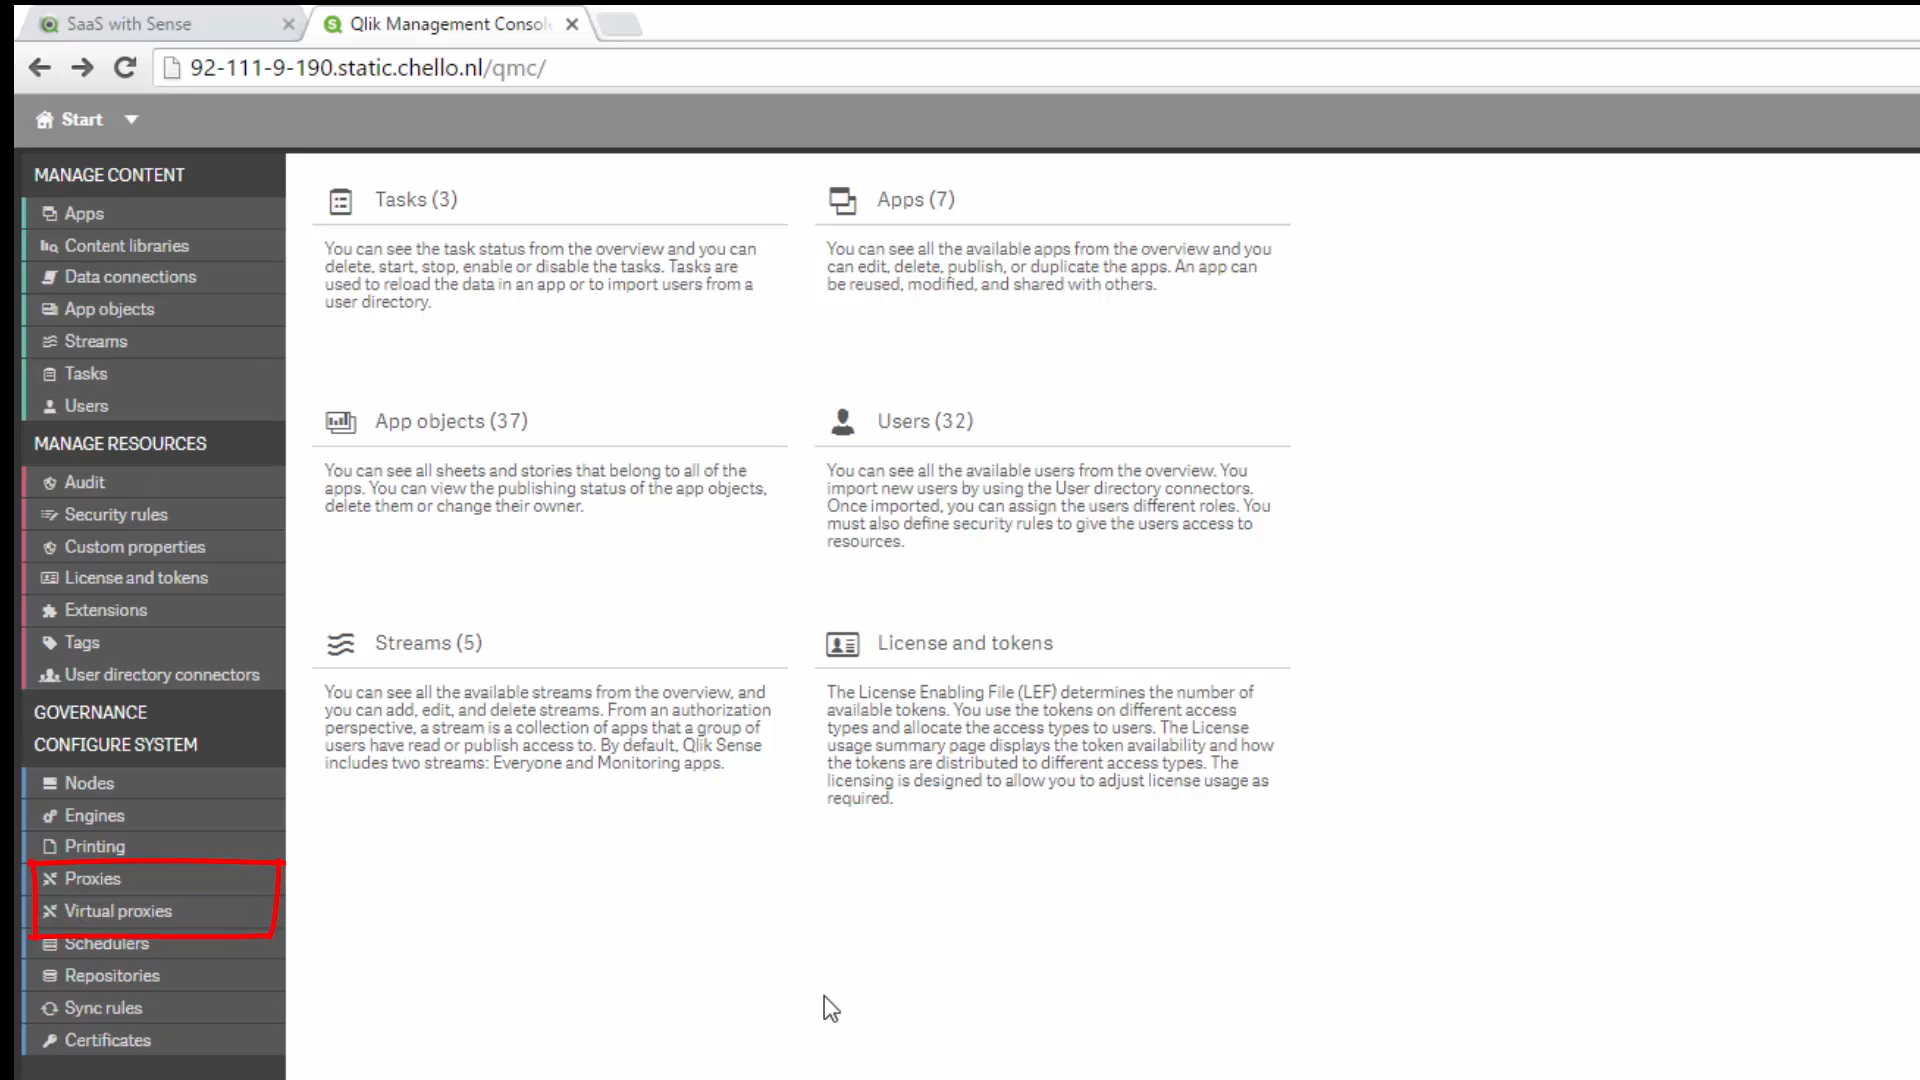 SaaS with Sense
Qlik Management Consol
92-111-9-190.static.chello.nl/qmc/
Start
MANAGE CONTENT
Apps
Content libraries
Data connections
App objects
Streams
Tasks
Users
MANAGE RESOURCES
Audit
Security rules
Custom properties
License and tokens
Extensions
Tags
User directory connectors
GOVERNANCE
CONFIGURE SYSTEM
Nodes
Engines
Printing
Proxies
Virtual proxies
Schedulers
Repositories
Sync rules
Certificates
Tasks (3)
You can see the task status from the overview and you can
delete, start, stop, enable or disable the tasks. Tasks are
used to reload the data in an app or to import users from a
user directory.
Apps (7)
You can see all the available apps from the overview and you
can edit, delete, publish, or duplicate the apps. An app can
be reused, modified, and shared with others.
App objects (37)
You can see all sheets and stories that belong to all of the
apps. You can view the publishing status of the app objects,
delete them or change their owner.
Users (32)
You can see all the available users from the overview. You
import new users by using the User directory connectors.
Once imported, you can assign the users different roles. You
must also define security rules to give the users access to
resources.
Streams (5)
You can see all the available streams from the overview, and
you can add, edit, and delete streams. From an authorization
perspective, a stream is a collection of apps that a group of
users have read or publish access to. By default, Qlik Sense
includes two streams: Everyone and Monitoring apps.
License and tokens
The License Enabling File (LEF) determines the number of
available tokens. You use the tokens on different access
types and allocate the access types to users. The License
usage summary page displays the token availability and how
the tokens are distributed to different access types. The
licensing is designed to allow you to adjust license usage as
required.